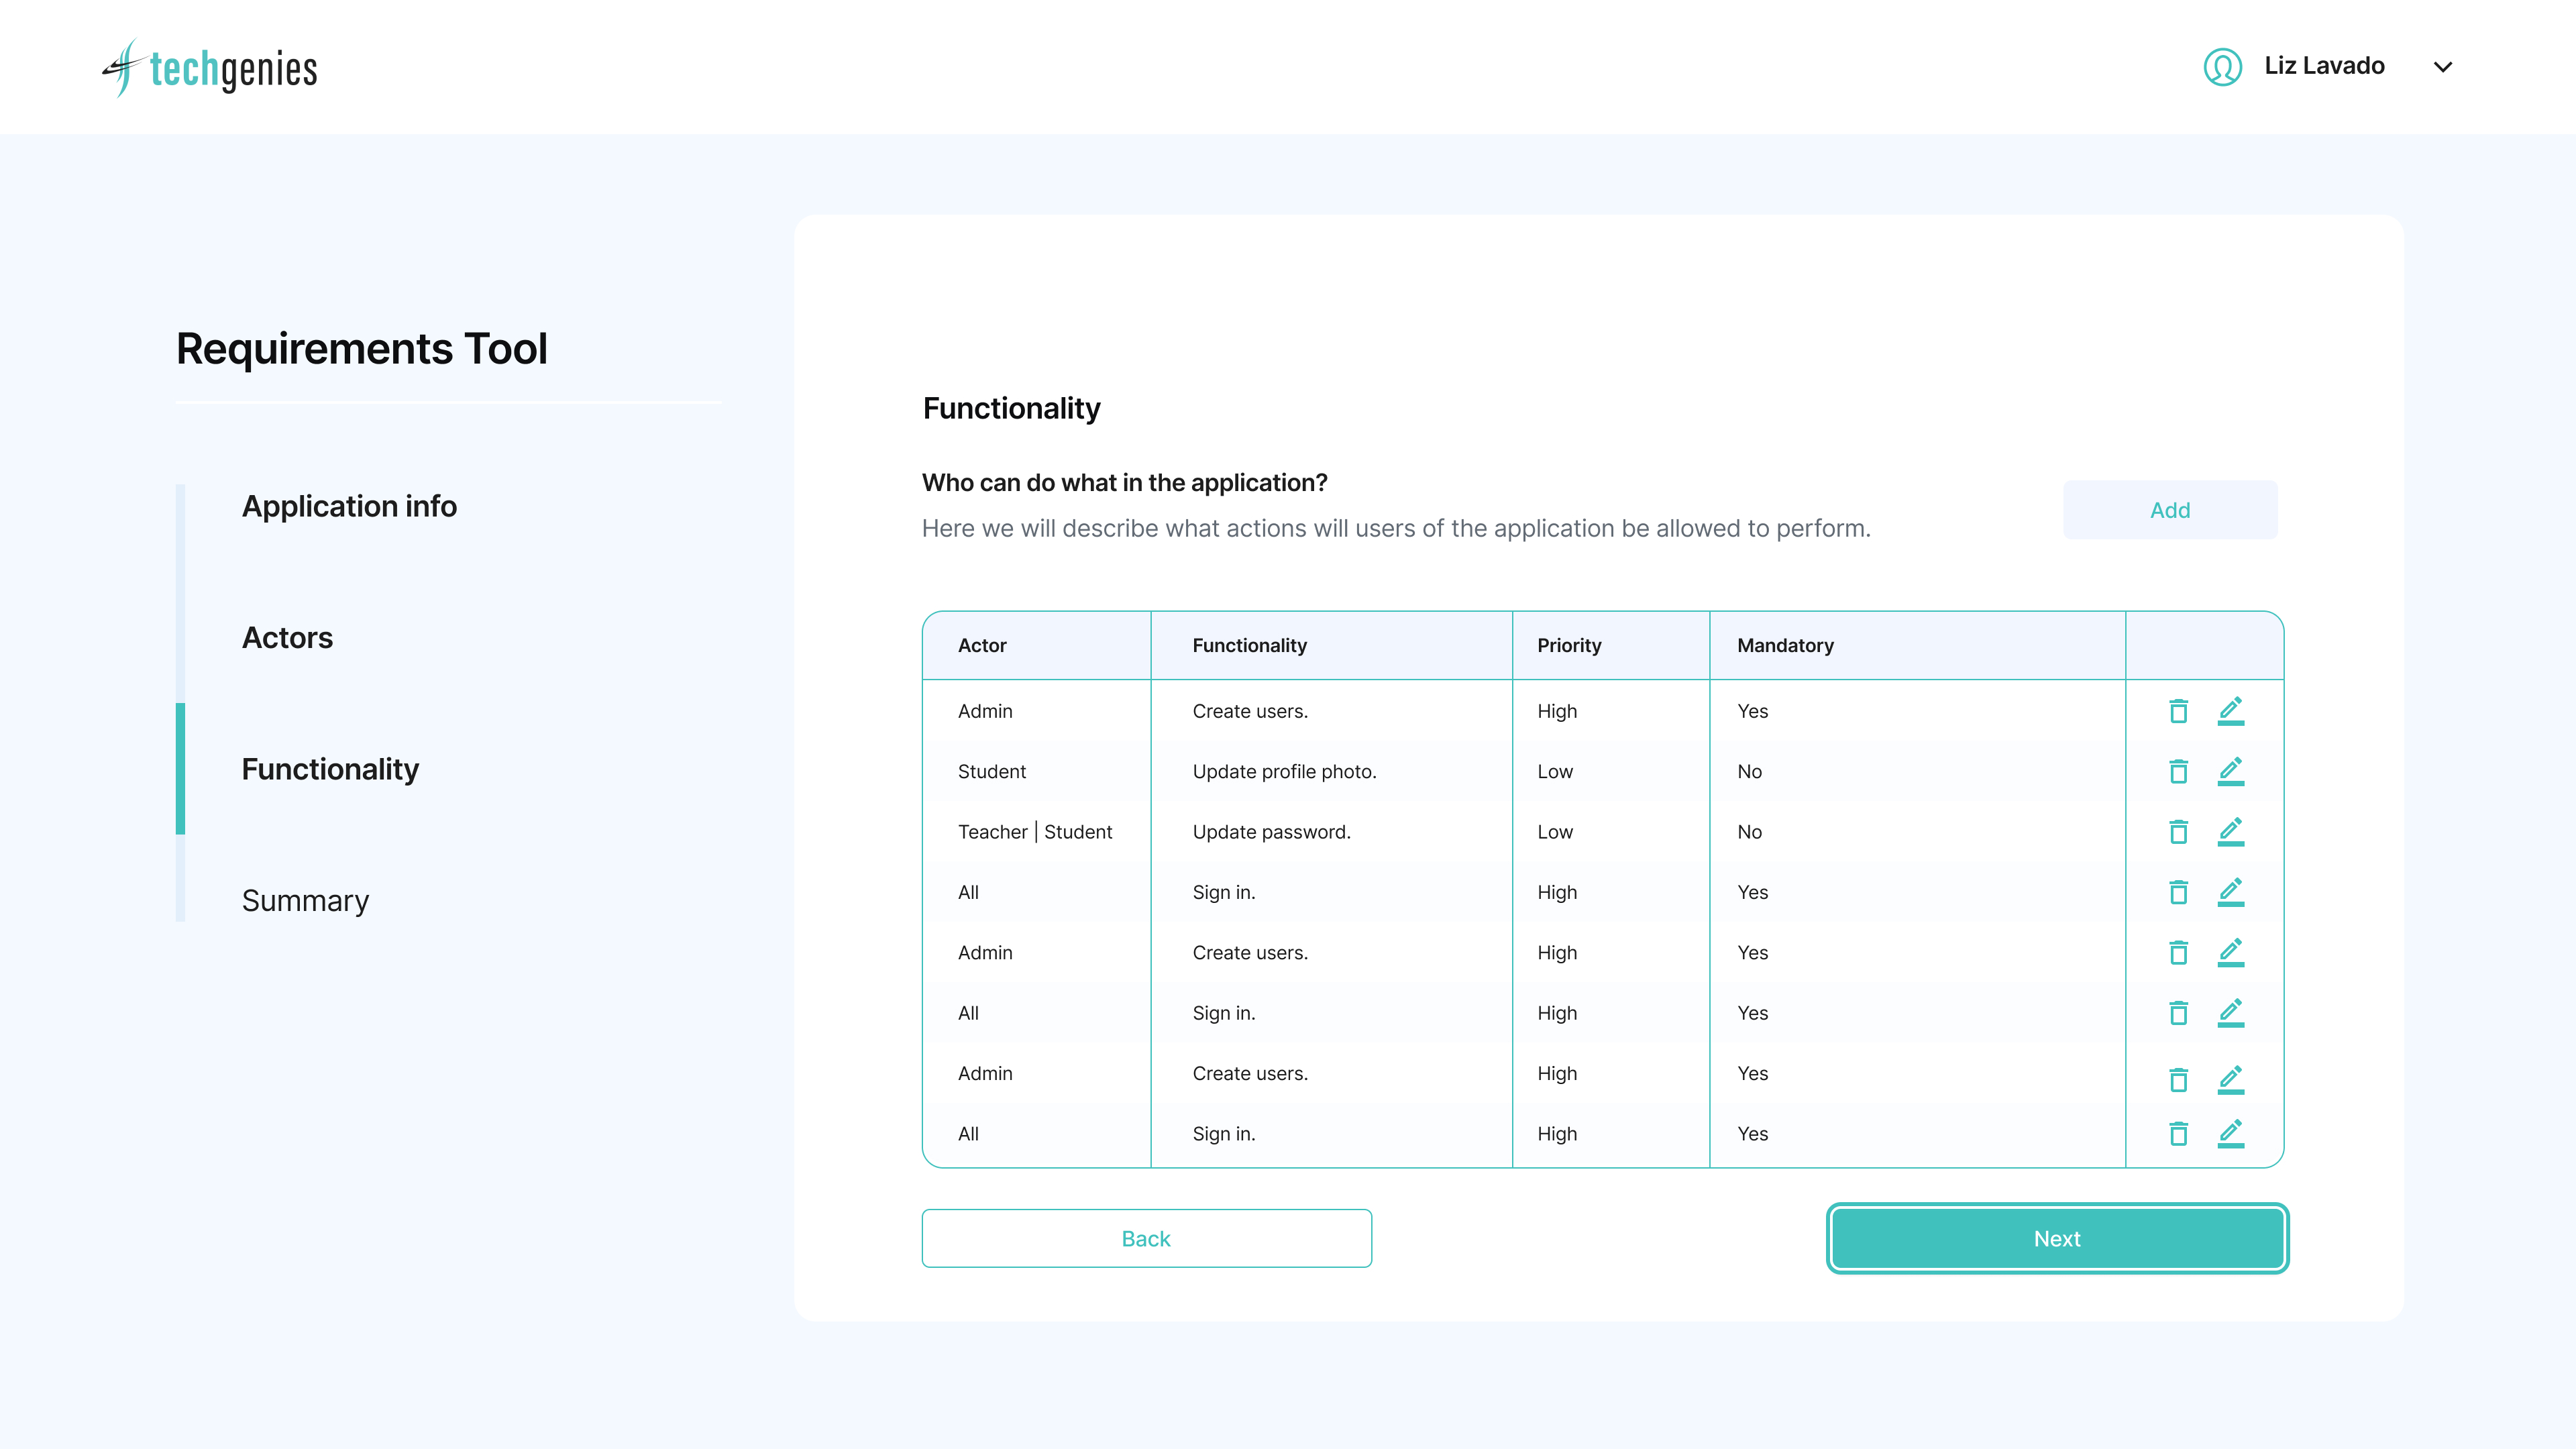 techgenies
Liz Lavado
Requirements Tool
Application info
Actors
Functionality
Summary
Functionality
Who can do what in the application?
Here we will describe what actions will users of the application be allowed to perform.
Add
Actor Functionality Priority Mandatory
Admin Create users. High Yes
Student Update profile photo. Low No
Teacher | Student Update password. Low No
All Sign in. High Yes
Admin Create users. High Yes
All Sign in. High Yes
Admin Create users. High Yes
All Sign in. High Yes
Back Next